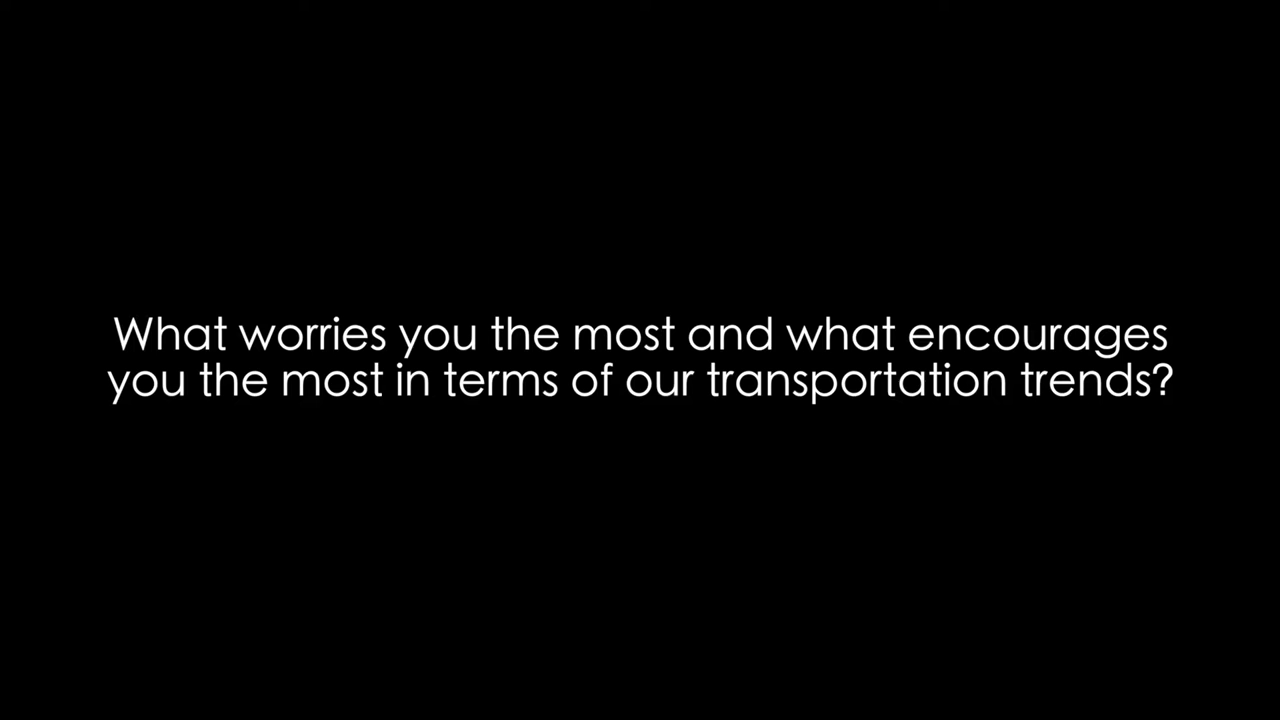 What worries you the most and what encourages
you the most in terms of our transportation trends?